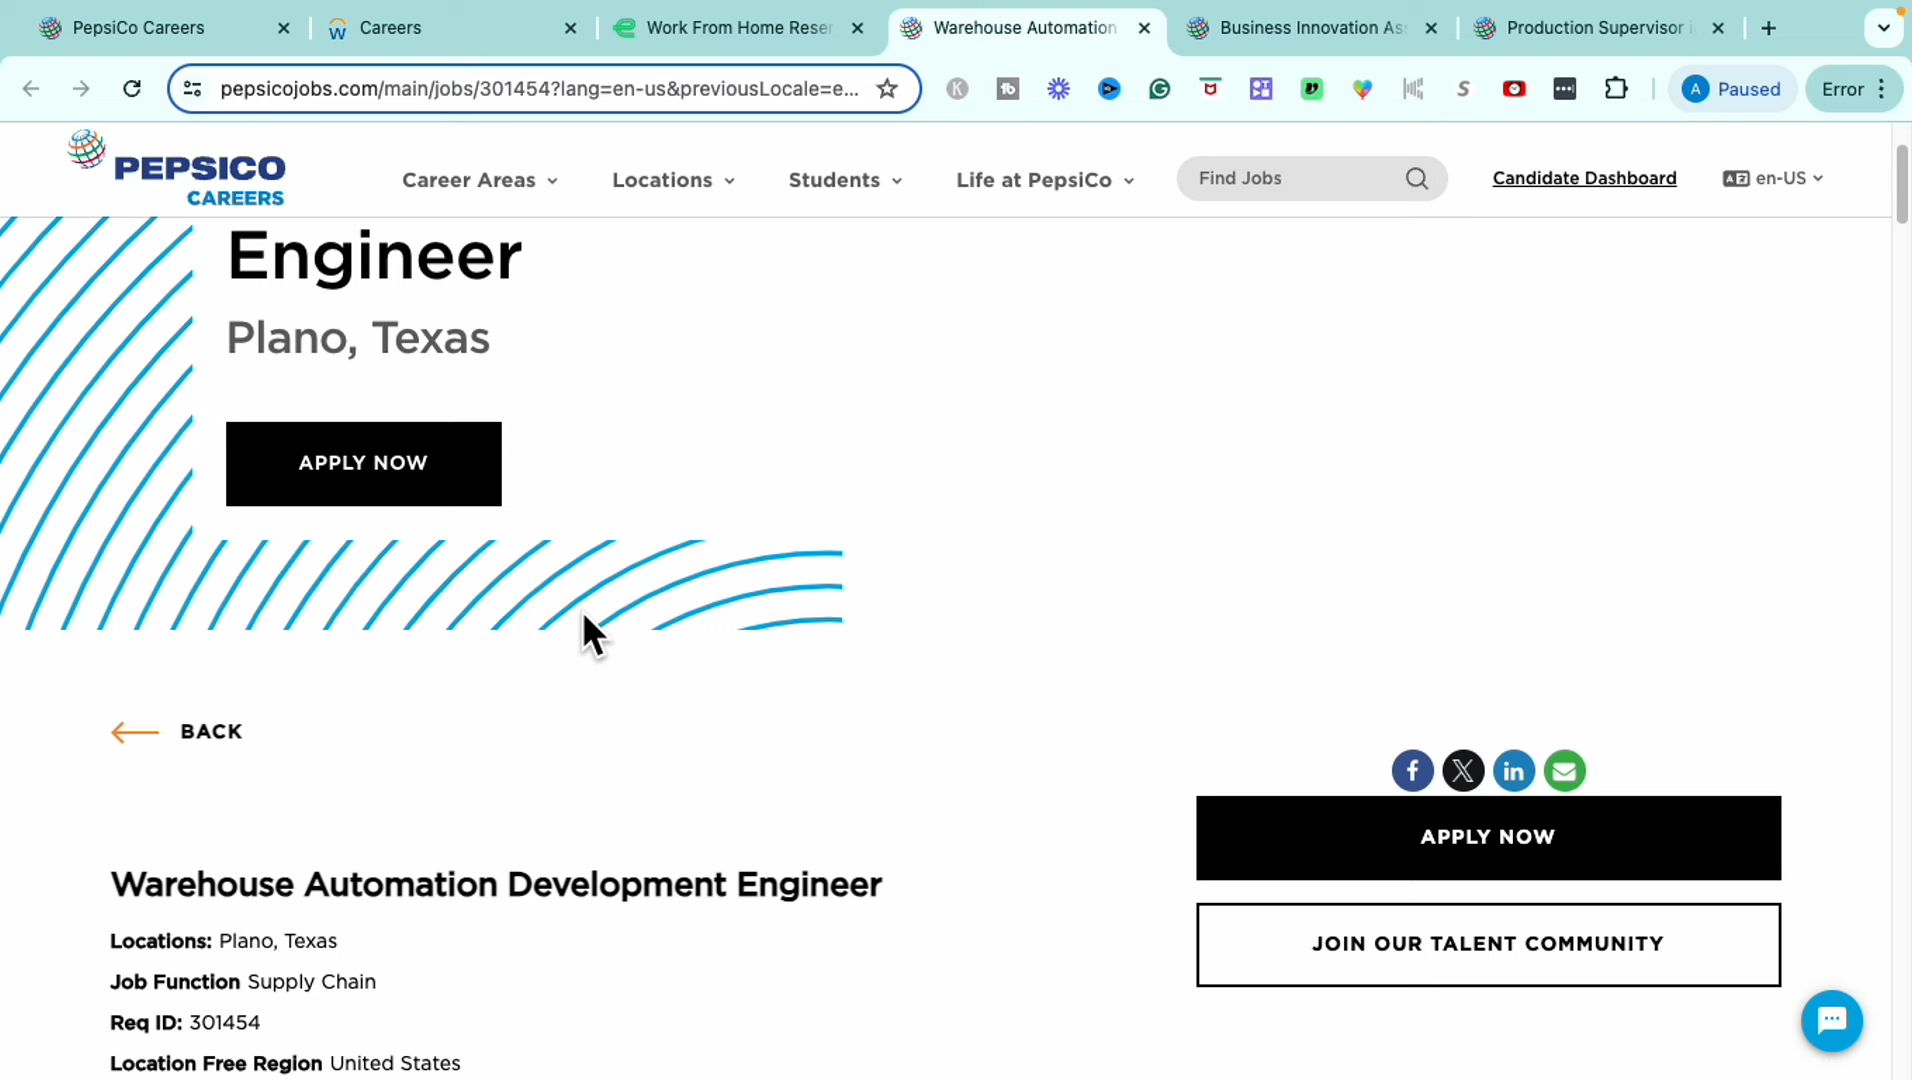 PepsiCo Careers
Careers
Work From Home Reser
Warehouse Automation
Business Innovation As
Production Supervisor i
pepsicojobs.com/main/jobs/301454?lang=en-us&previousLocale=e...
A Paused
Error
PEPSICO
CAREERS
Career Areas
Locations
Students
Life at PepsiCo
Find Jobs
Candidate Dashboard
en-US
Engineer
Plano, Texas
APPLY NOW
BACK
APPLY NOW
Warehouse Automation Development Engineer
JOIN OUR TALENT COMMUNITY
Locations: Plano, Texas
Job Function Supply Chain
Req ID: 301454
Location Free Region United States